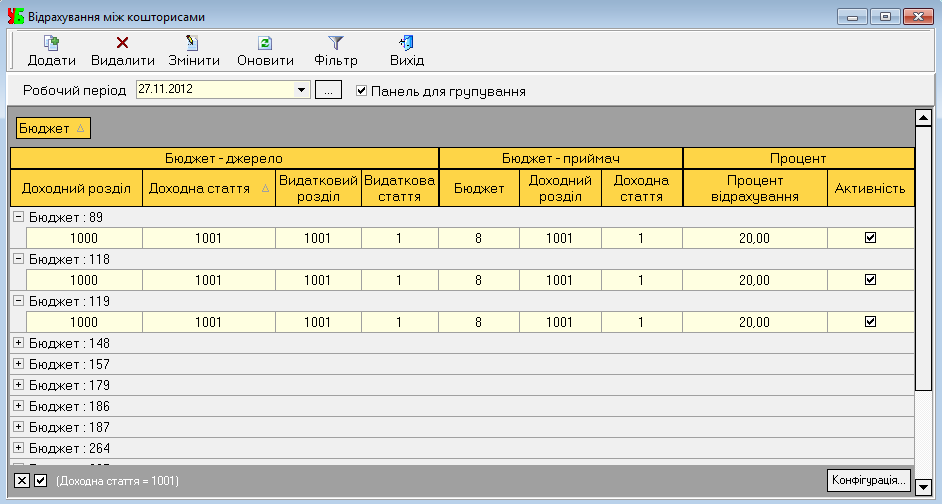 Відрахування між кошторисами
Додати Видалити Змінити Оновити Фільтр Вихід
Робочий період 27.11.2012 ... Панель для групування
Бюджет
Бюджет - джерело Бюджет - приймач Процент
Доходний розділ Доходна стаття Видатковий розділ Видаткова стаття Бюджет Доходний розділ Доходна стаття Процент відрахування Активність
Бюджет : 89
1000 1001 1001 1 8 1001 1 20,00
Бюджет : 118
1000 1001 1001 1 8 1001 1 20,00
Бюджет : 119
1000 1001 1001 1 8 1001 1 20,00
Бюджет : 148
Бюджет : 157
Бюджет : 179
Бюджет : 186
Бюджет : 187
Бюджет : 264
(Доходна стаття = 1001) Конфігурація...